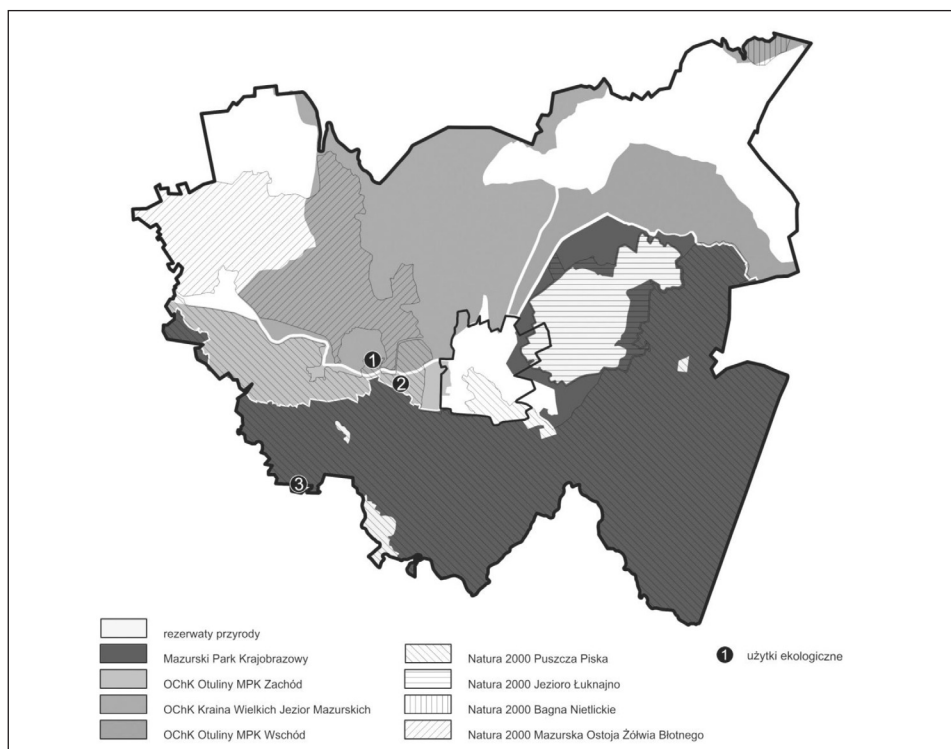 1
2
3
rezerwaty przyrody
Mazurski Park Krajobrazowy
OChK Otuliny MPK Zachód
OChK Kraina Wielkich Jezior Mazurskich
OChK Otuliny MPK Wschód
Natura 2000 Puszcza Piska
Natura 2000 Jezioro Łuknajno
Natura 2000 Bagna Nietlickie
Natura 2000 Mazurska Ostoja Żółwia Błotnego
1 użytki ekologiczne